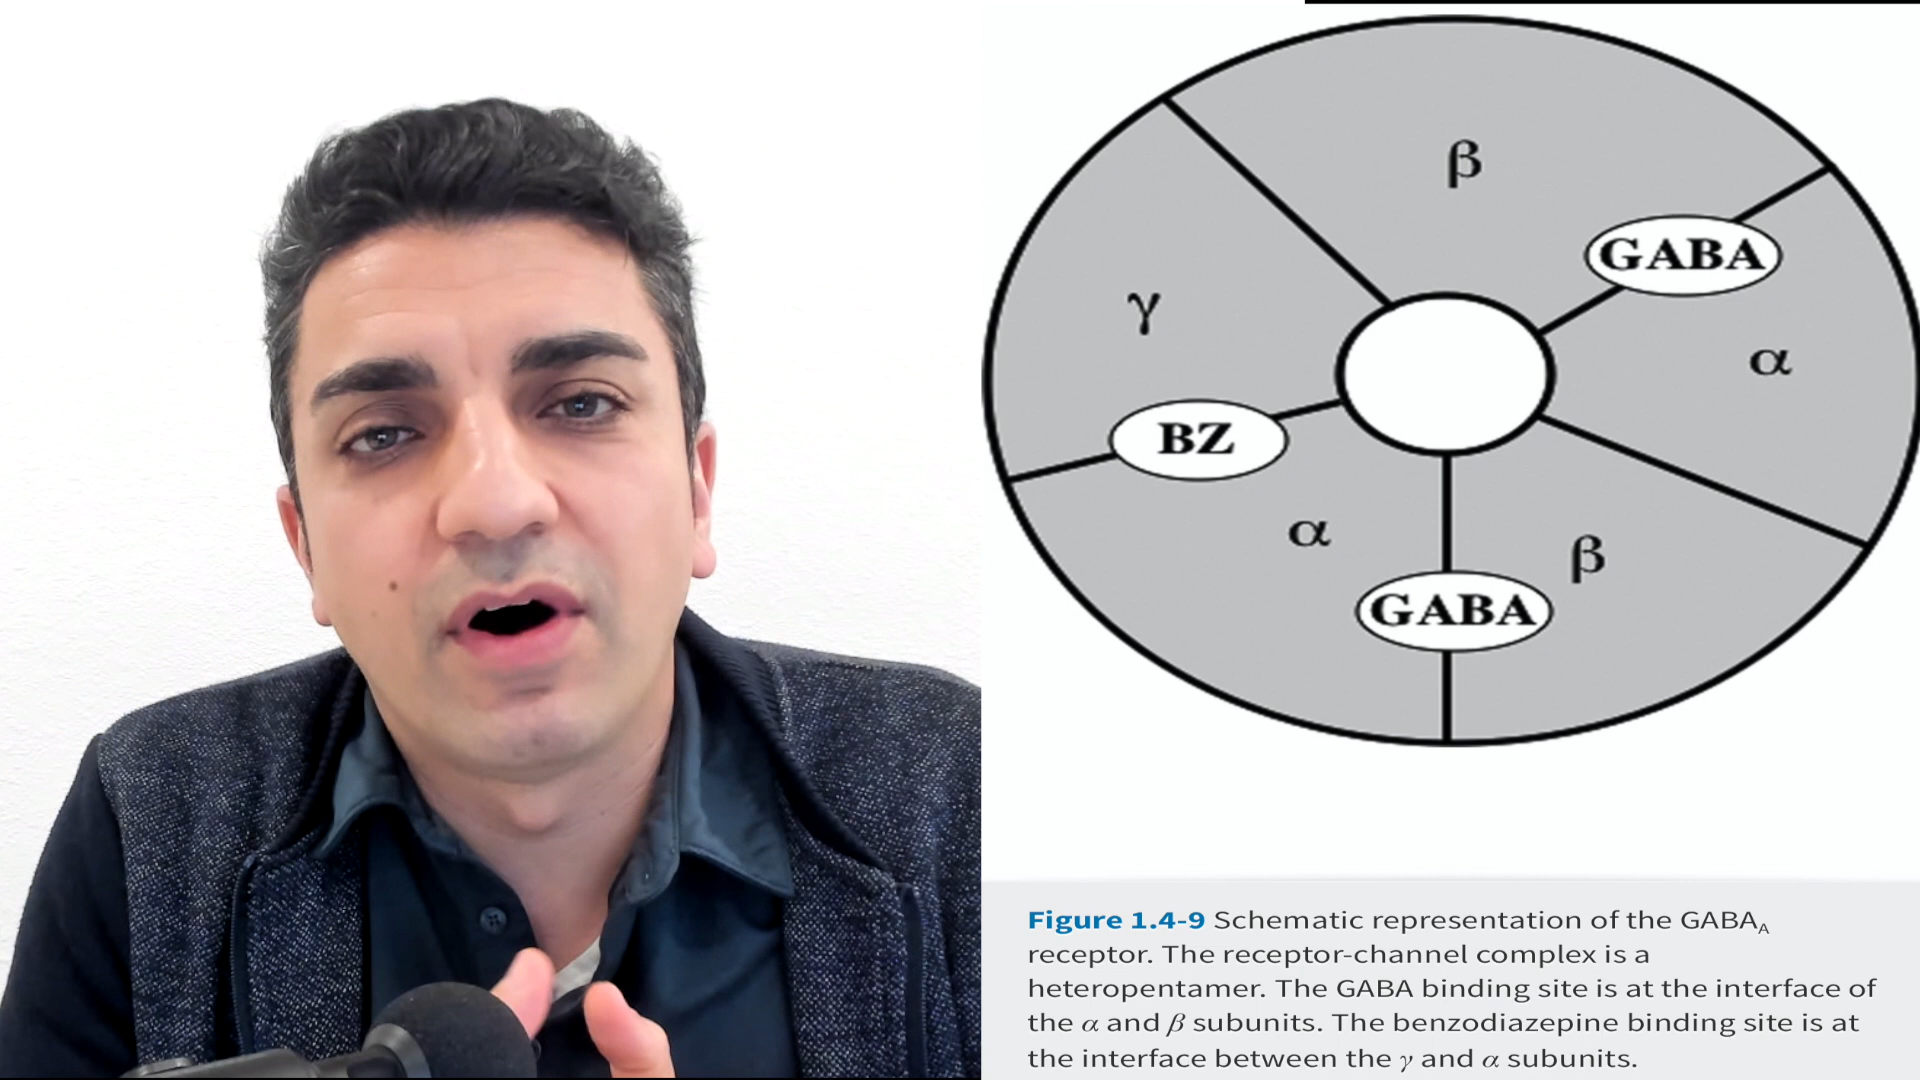 β
GABA
γ
α
BZ
α
β
GABA
Figure 1.4-9 Schematic representation of the GABAA
receptor. The receptor-channel complex is a
heteropentamer. The GABA binding site is at the interface of
the α and β subunits. The benzodiazepine binding site is at
the interface between the γ and α subunits.